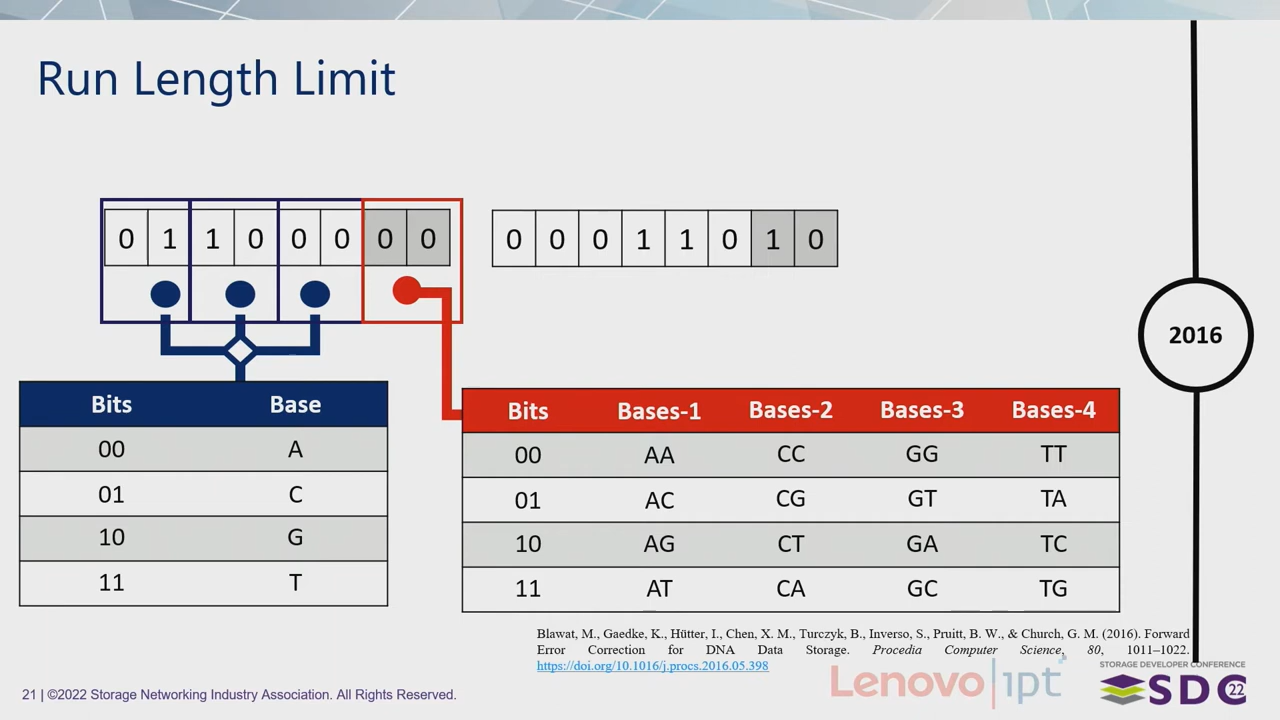 Run Length Limit
0 1 1 0 0 0 0 0
0 0 0 1 1 0 1 0
2016
Bits Base
00 A
01 C
10 G
11 T
Bits Bases-1 Bases-2 Bases-3 Bases-4
00 AA CC GG TT
01 AC CG GT TA
10 AG CT GA TC
11 AT CA GC TG
Blawat, M., Gaedke, K., Hütter, I., Chen, X. M., Turczyk, B., Inverso, S., Pruitt, B. W., & Church, G. M. (2016). Forward
Error Correction for DNA Data Storage. Procedia Computer Science, 80, 1011–1022.
https://doi.org/10.1016/j.procs.2016.05.398
Lenovo ipt
STORAGE DEVELOPER CONFERENCE
SDC 22
21 | ©2022 Storage Networking Industry Association. All Rights Reserved.